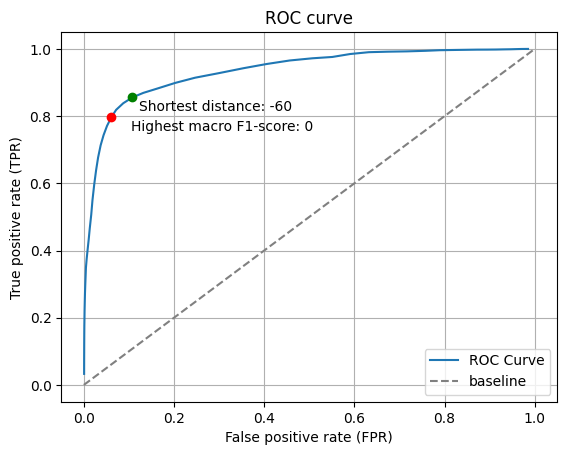 ROC curve
1.0
0.8
0.6
0.4
0.2
0.0
True positive rate (TPR)
Shortest distance: -60
Highest macro F1-score: 0
ROC Curve
baseline
0.0 0.2 0.4 0.6 0.8 1.0
False positive rate (FPR)